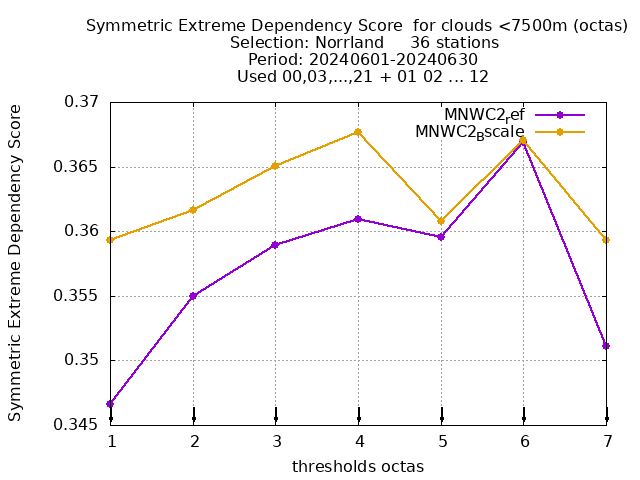 Symmetric Extreme Dependency Score  for clouds <7500m (octas)
Selection: Norrland     36 stations
Period: 20240601-20240630
Used 00,03,...,21 + 01 02 ... 12
Symmetric Extreme Dependency Score
0.37
0.365
0.36
0.355
0.35
0.345
MNWC2ref
MNWC2Bscale
1 2 3 4 5 6 7
thresholds octas